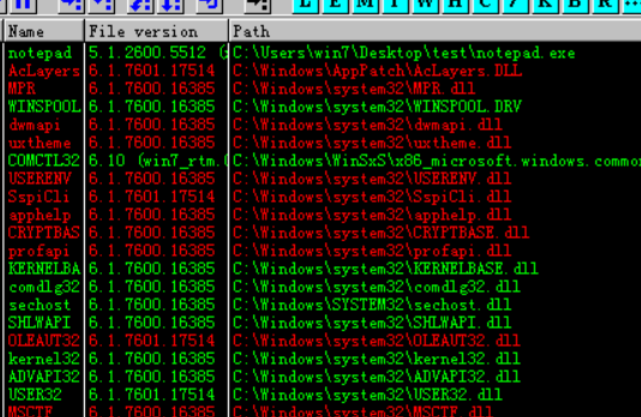 L E M T W H C / K B R ...
Name File version Path
notepad 5.1.2600.5512 ( C:\Users\win7\Desktop\test\notepad.exe
AcLayers 6.1.7601.17514 C:\Windows\AppPatch\AcLayers.DLL
MPR 6.1.7600.16385 C:\Windows\system32\MPR.dll
WINSPOOL 6.1.7600.16385 C:\Windows\system32\WINSPOOL.DRV
dwmapi 6.1.7600.16385 C:\Windows\system32\dwmapi.dll
uxtheme 6.1.7600.16385 C:\Windows\system32\uxtheme.dll
COMCTL32 6.10 (win7_rtm. C:\Windows\WinSxS\x86_microsoft.windows.commo
USERENV 6.1.7600.16385 C:\Windows\system32\USERENV.dll
SspiCli 6.1.7601.17514 C:\Windows\system32\SspiCli.dll
apphelp 6.1.7600.16385 C:\Windows\system32\apphelp.dll
CRYPTBAS 6.1.7600.16385 C:\Windows\system32\CRYPTBASE.dll
profapi 6.1.7600.16385 C:\Windows\system32\profapi.dll
KERNELBA 6.1.7600.16385 C:\Windows\system32\KERNELBASE.dll
comdlg32 6.1.7600.16385 C:\Windows\system32\comdlg32.dll
sechost 6.1.7600.16385 C:\Windows\SYSTEM32\sechost.dll
SHLWAPI 6.1.7600.16385 C:\Windows\system32\SHLWAPI.dll
OLEAUT32 6.1.7601.17514 C:\Windows\system32\OLEAUT32.dll
kernel32 6.1.7600.16385 C:\Windows\system32\kernel32.dll
ADVAPI32 6.1.7600.16385 C:\Windows\system32\ADVAPI32.dll
USER32 6.1.7601.17514 C:\Windows\system32\USER32.dll
MSCTF 6.1.7600.16385 C:\Windows\system32\MSCTF.dll